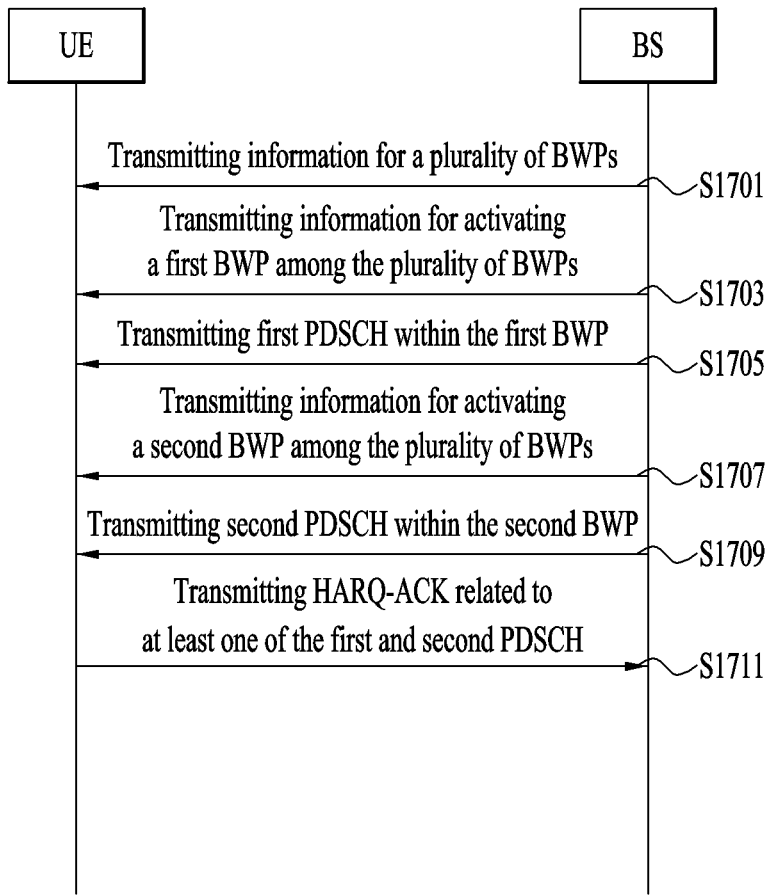 UE
BS
Transmitting information for a plurality of BWPs
S1701
Transmitting information for activating
a first BWP among the plurality of BWPs
S1703
Transmitting first PDSCH within the first BWP
S1705
Transmitting information for activating
a second BWP among the plurality of BWPs
S1707
Transmitting second PDSCH within the second BWP
S1709
Transmitting HARQ-ACK related to
at least one of the first and second PDSCH
S1711